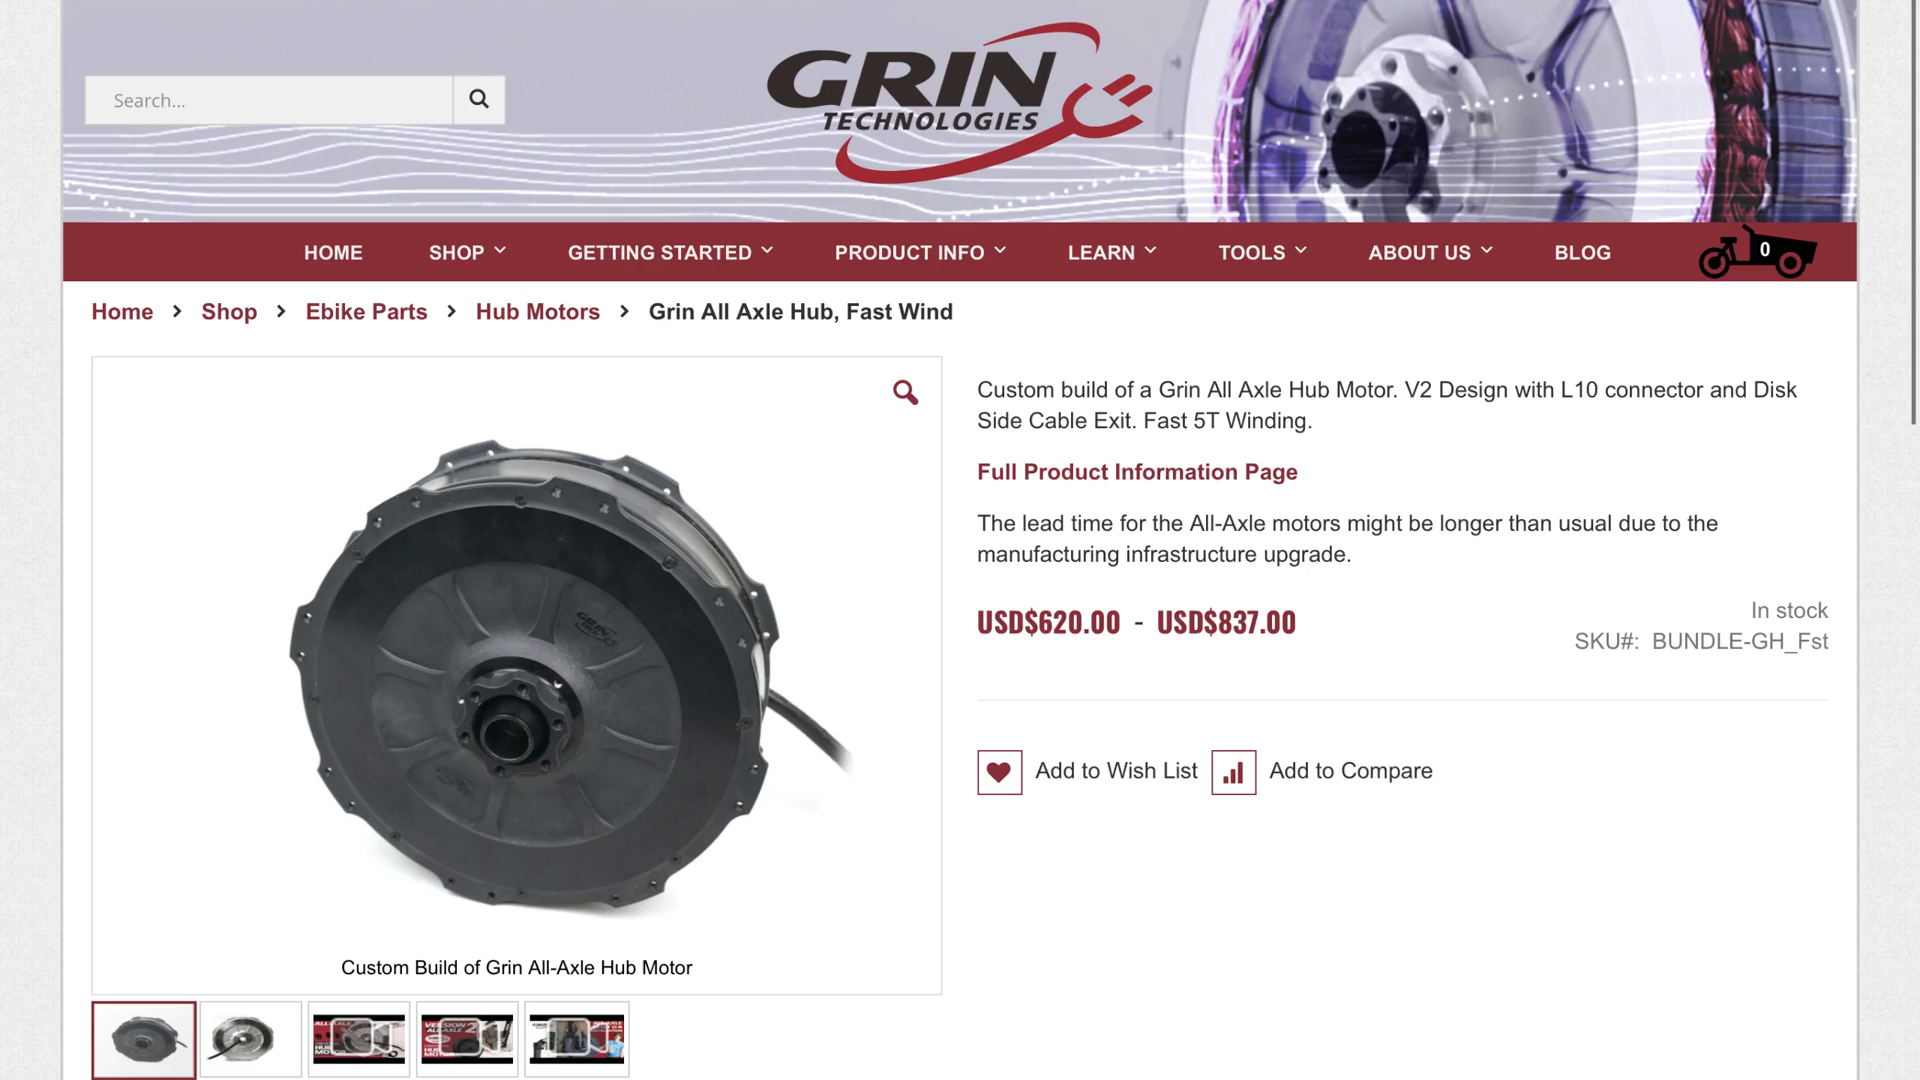 Search...
GRIN
TECHNOLOGIES
HOME
SHOP
GETTING STARTED
PRODUCT INFO
LEARN
TOOLS
ABOUT US
BLOG
0
Home > Shop > Ebike Parts > Hub Motors > Grin All Axle Hub, Fast Wind
Custom build of a Grin All Axle Hub Motor. V2 Design with L10 connector and Disk
Side Cable Exit. Fast 5T Winding.
Full Product Information Page
The lead time for the All-Axle motors might be longer than usual due to the
manufacturing infrastructure upgrade.
USD$620.00 - USD$837.00
In stock
SKU#: BUNDLE-GH_Fst
Add to Wish List
Add to Compare
Custom Build of Grin All-Axle Hub Motor